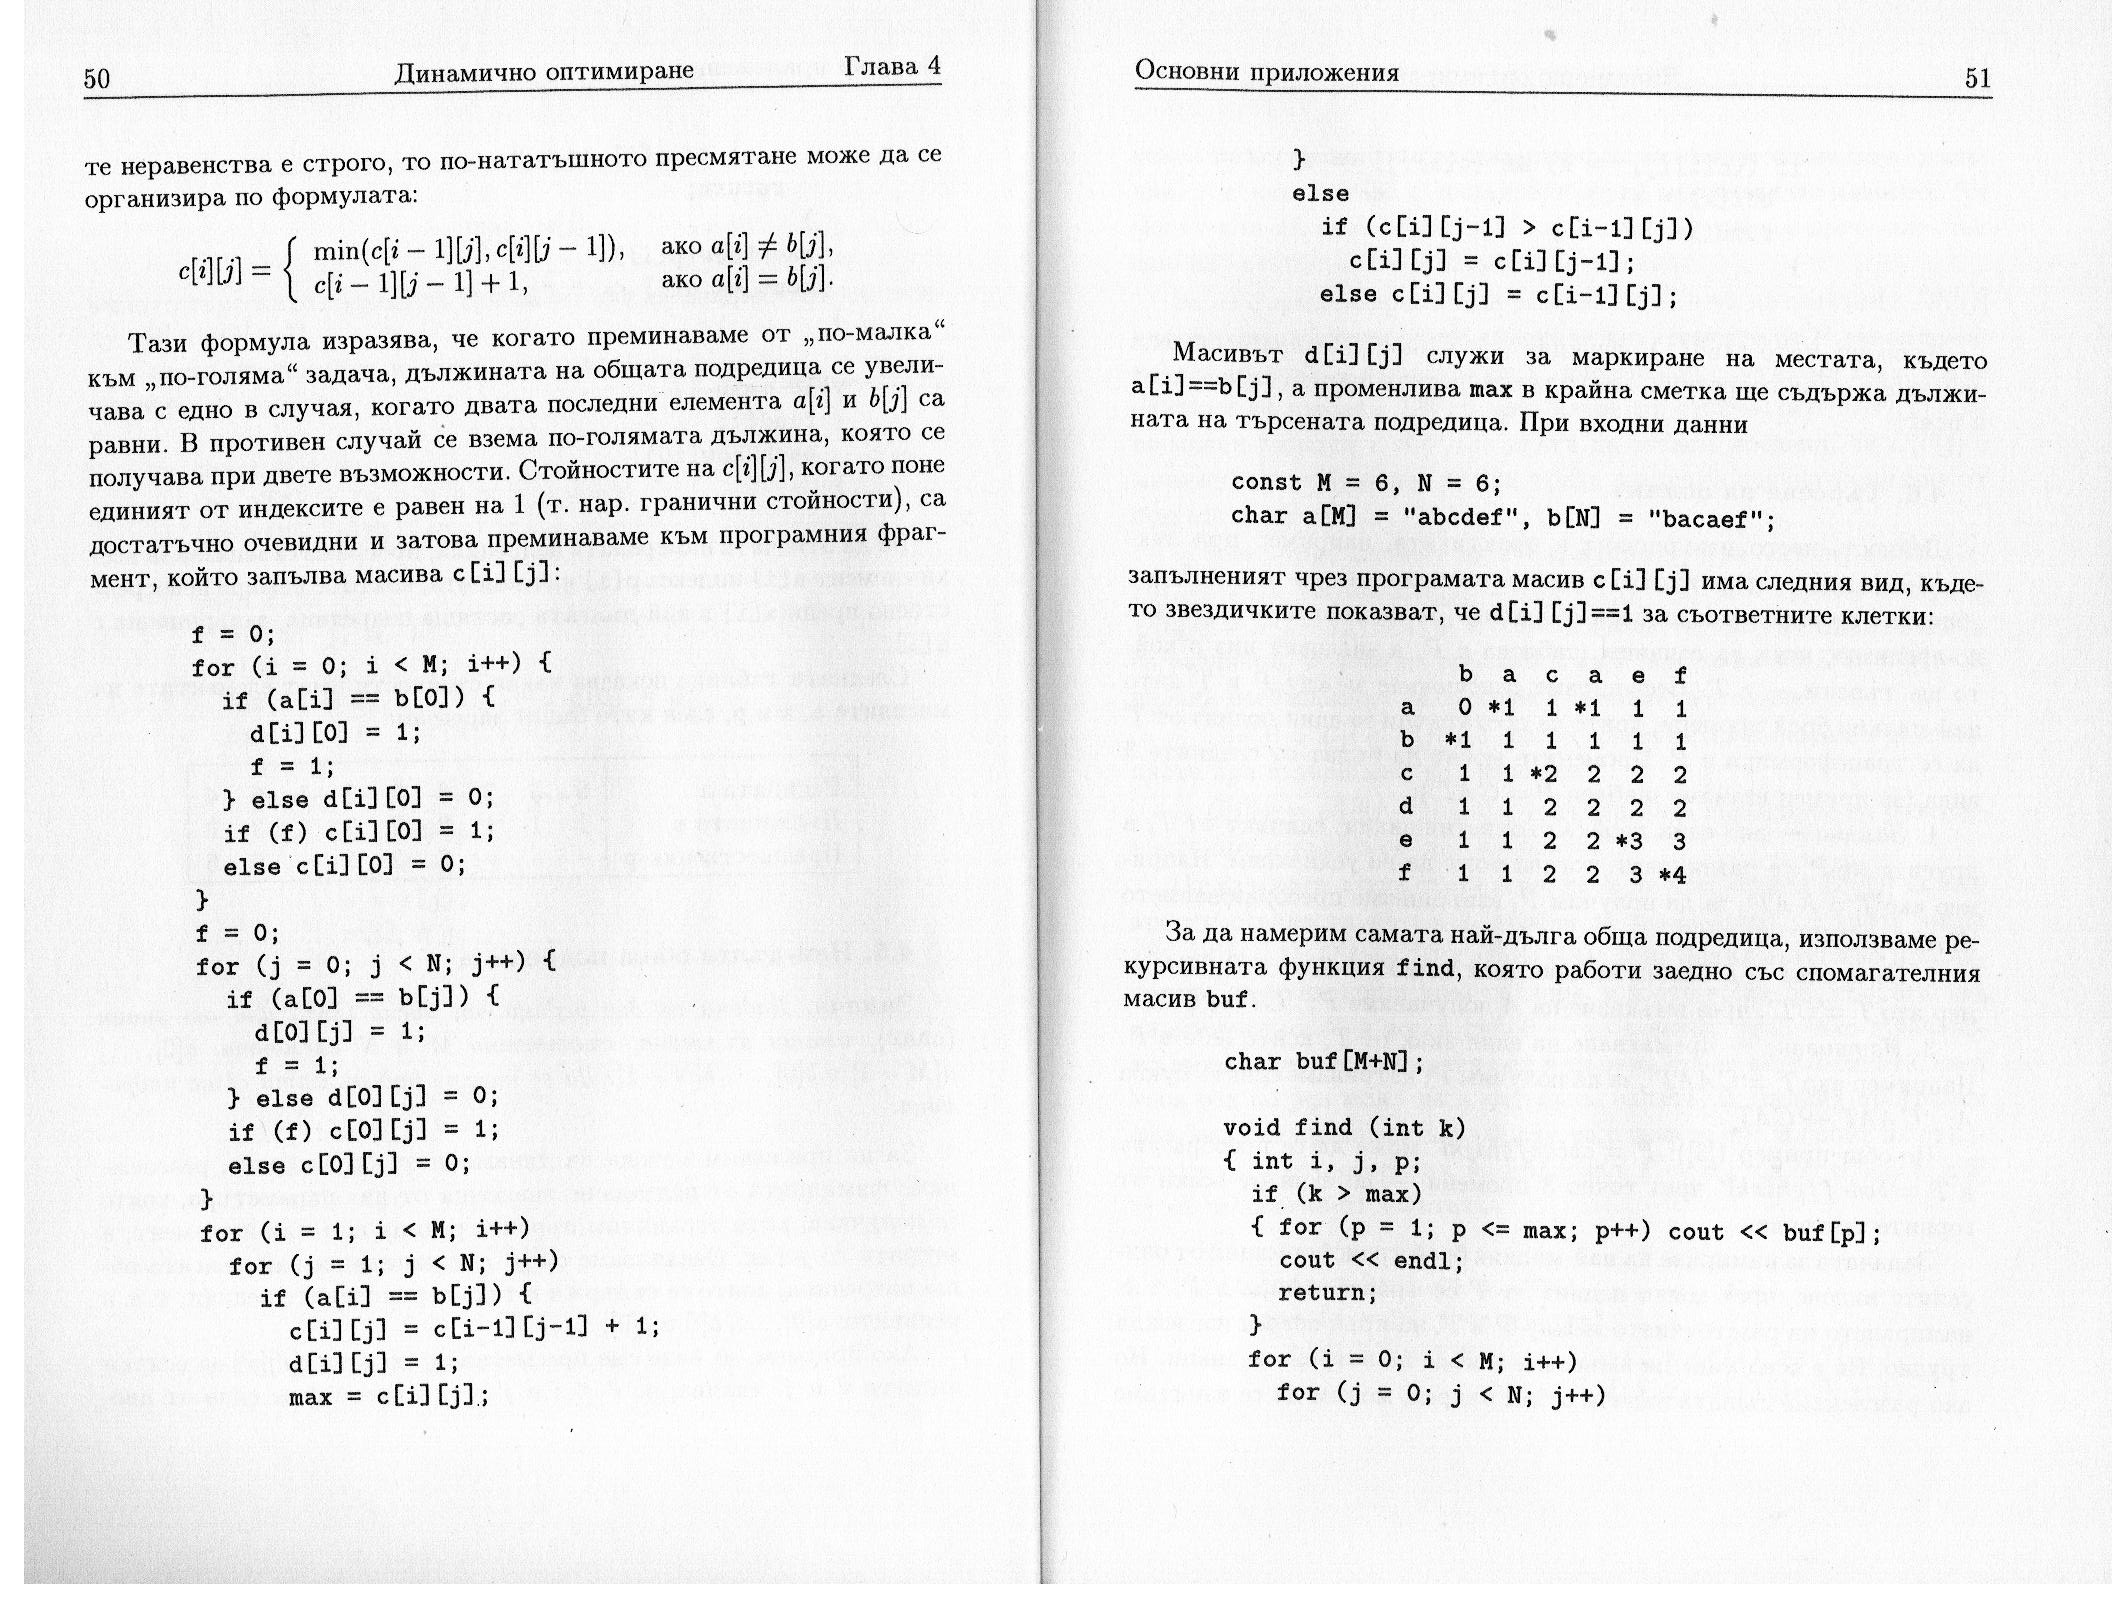 50 Динамично оптимиране Глава 4
те неравенства е строго, то по-нататъшното пресмятане може да се
организира по формулата:
c[i][j] = { min(c[i − 1][j], c[i][j − 1]), ако a[i] ≠ b[j],
c[i − 1][j − 1] + 1, ако a[i] = b[j].
Тази формула изразява, че когато преминаваме от „по-малка“
към „по-голяма“ задача, дължината на общата подредица се увели-
чава с едно в случая, когато двата последни елемента a[i] и b[j] са
равни. В противен случай се взема по-голямата дължина, която се
получава при двете възможности. Стойностите на c[i][j], когато поне
единият от индексите е равен на 1 (т. нар. гранични стойности), са
достатъчно очевидни и затова преминаваме към програмния фраг-
мент, който запълва масива c[i][j]:
f = 0;
for (i = 0; i < M; i++) {
if (a[i] == b[0]) {
d[i][0] = 1;
f = 1;
} else d[i][0] = 0;
if (f) c[i][0] = 1;
else c[i][0] = 0;
}
f = 0;
for (j = 0; j < N; j++) {
if (a[0] == b[j]) {
d[0][j] = 1;
f = 1;
} else d[0][j] = 0;
if (f) c[0][j] = 1;
else c[0][j] = 0;
}
for (i = 1; i < M; i++)
for (j = 1; j < N; j++)
if (a[i] == b[j]) {
c[i][j] = c[i-1][j-1] + 1;
d[i][j] = 1;
max = c[i][j];
Основни приложения 51
}
else
if (c[i][j-1] > c[i-1][j])
c[i][j] = c[i][j-1];
else c[i][j] = c[i-1][j];
Масивът d[i][j] служи за маркиране на местата, където
a[i]==b[j], а променлива max в крайна сметка ще съдържа дължи-
ната на търсената подредица. При входни данни
const M = 6, N = 6;
char a[M] = "abcdef", b[N] = "bacaef";
запълненият чрез програмата масив c[i][j] има следния вид, къде-
то звездичките показват, че d[i][j]==1 за съответните клетки:
b a c a e f
a 0 *1 1 *1 1 1
b *1 1 1 1 1 1
c 1 1 *2 2 2 2
d 1 1 2 2 2 2
e 1 1 2 2 *3 3
f 1 1 2 2 3 *4
За да намерим самата най-дълга обща подредица, използваме ре-
курсивната функция find, която работи заедно със спомагателния
масив buf.
char buf[M+N];
void find (int k)
{ int i, j, p;
if (k > max)
{ for (p = 1; p <= max; p++) cout << buf[p];
cout << endl;
return;
}
for (i = 0; i < M; i++)
for (j = 0; j < N; j++)